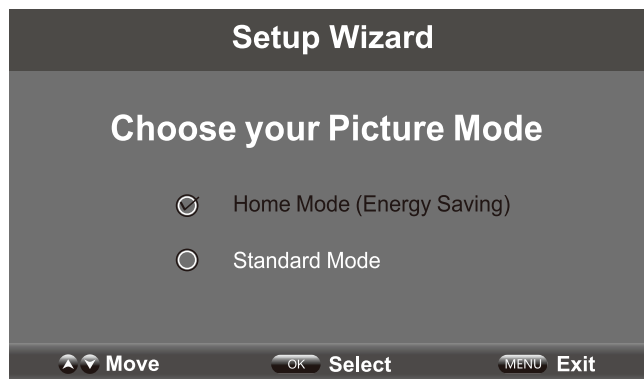 Setup Wizard
Choose your Picture Mode
Home Mode (Energy Saving)
Standard Mode
Move OK Select MENU Exit